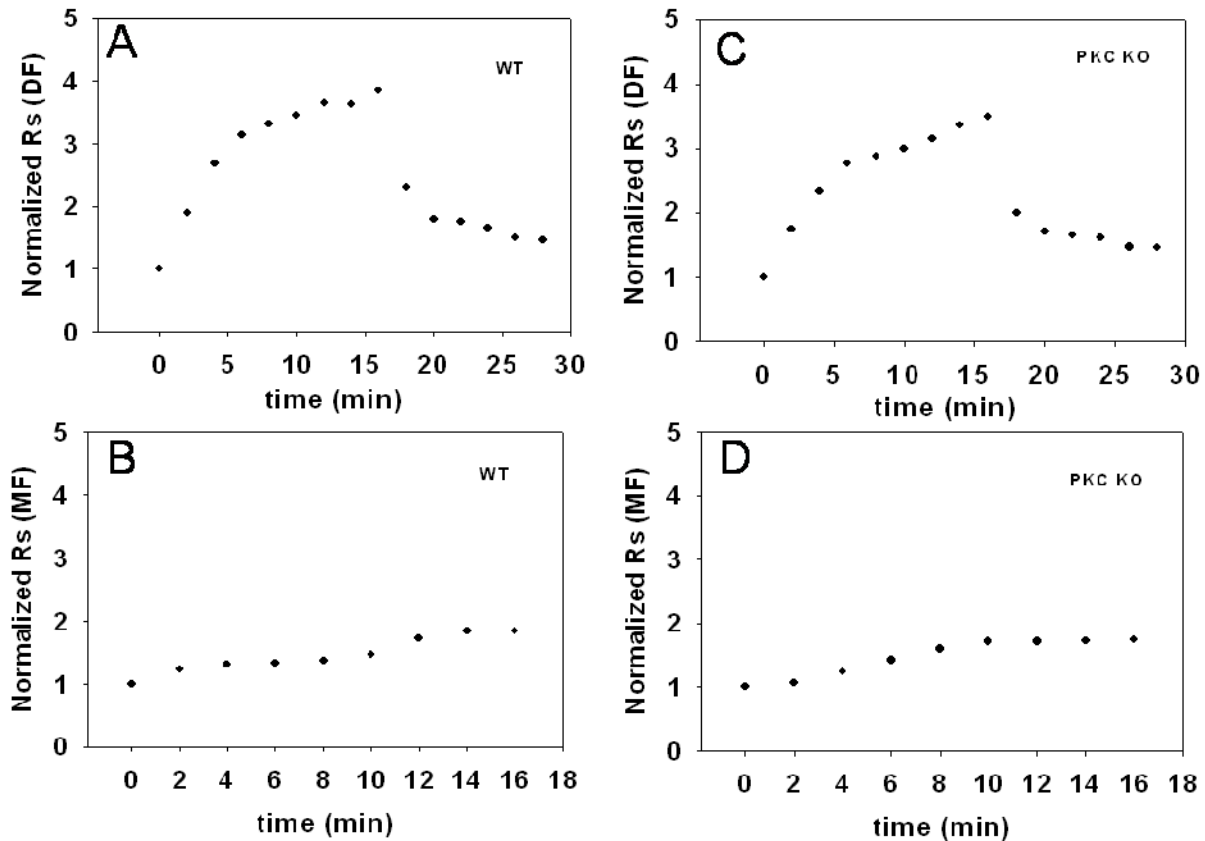 A
WT
Normalized Rs (DF)
5
4
3
2
1
0
0 5 10 15 20 25 30
time (min)
C
PKC KO
Normalized Rs (DF)
5
4
3
2
1
0
0 5 10 15 20 25 30
time (min)
B
WT
Normalized Rs (MF)
5
4
3
2
1
0
0 2 4 6 8 10 12 14 16 18
time (min)
D
PKC KO
Normalized Rs (MF)
5
4
3
2
1
0
0 2 4 6 8 10 12 14 16 18
time (min)